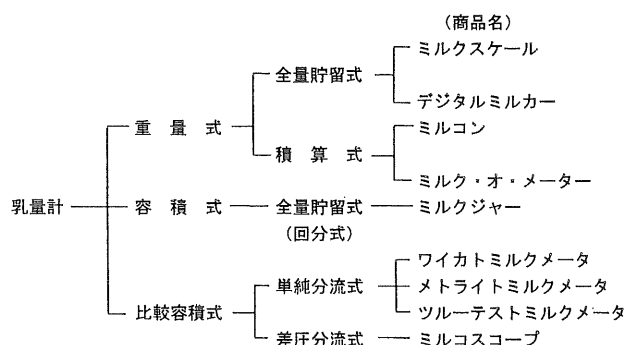 (商品名)
ミルクスケール
全量貯留式
デジタルミルカー
重量式
ミルコン
積算式
ミルク・オ・メーター
乳量計
容積式
全量貯留式
ミルクジャー
(回分式)
ワイカトミルクメータ
単純分流式
メトライトミルクメータ
ツルーテストミルクメータ
比較容積式
差圧分流式
ミルコスコープ